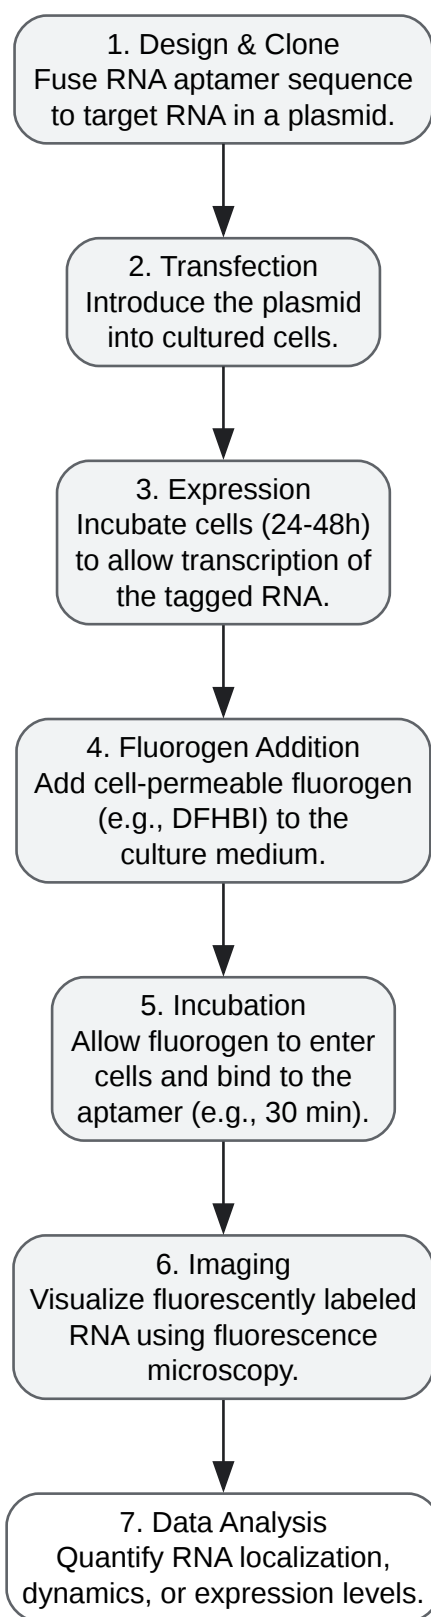 1. Design & Clone
Fuse RNA aptamer sequence
to target RNA in a plasmid.
2. Transfection
Introduce the plasmid
into cultured cells.
3. Expression
Incubate cells (24-48h)
to allow transcription of
the tagged RNA.
4. Fluorogen Addition
Add cell-permeable fluorogen
(e.g., DFHBI) to the
culture medium.
5. Incubation
Allow fluorogen to enter
cells and bind to the
aptamer (e.g., 30 min).
6. Imaging
Visualize fluorescently labeled
RNA using fluorescence
microscopy.
7. Data Analysis
Quantify RNA localization,
dynamics, or expression levels.